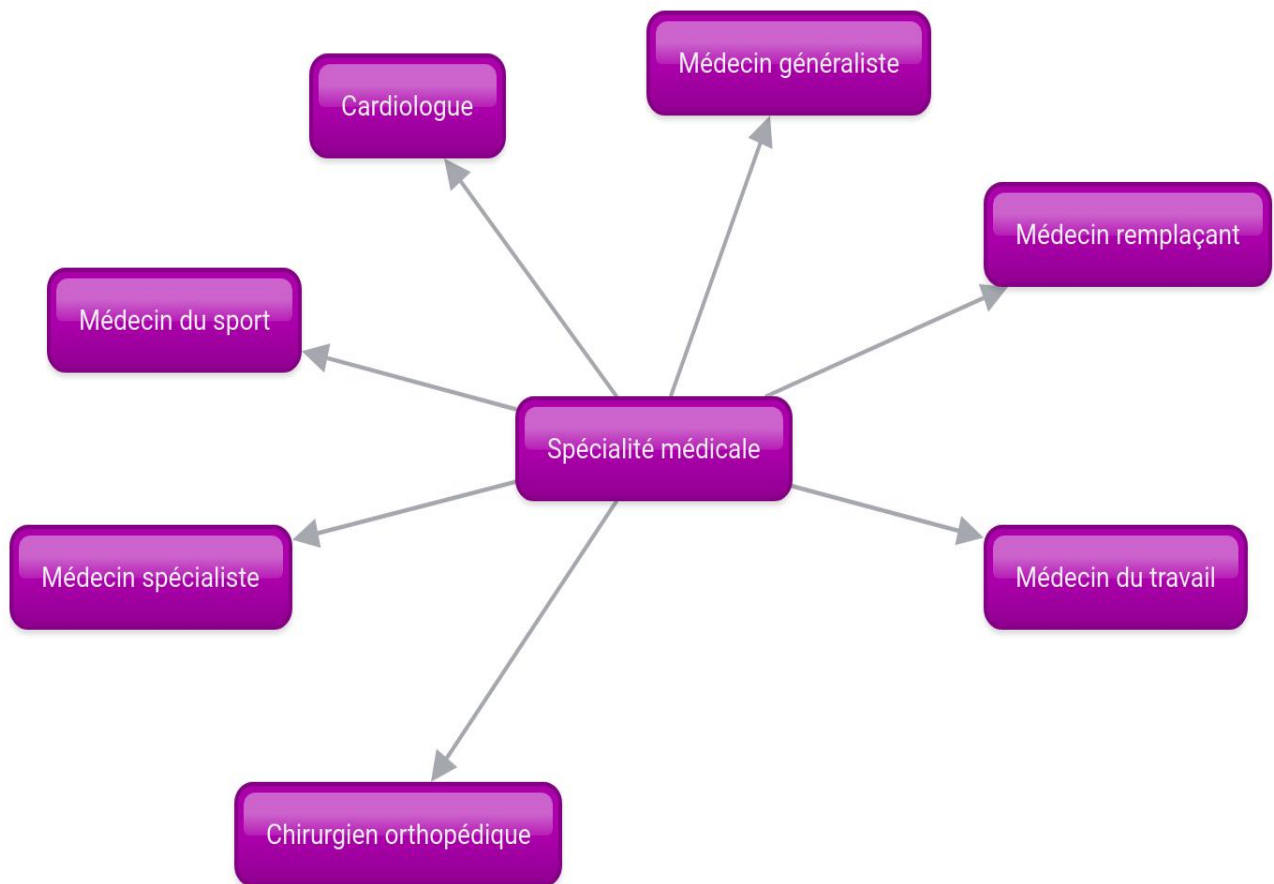 Médecin généraliste
Cardiologue
Médecin remplaçant
Médecin du sport
Spécialité médicale
Médecin spécialiste
Médecin du travail
Chirurgien orthopédique